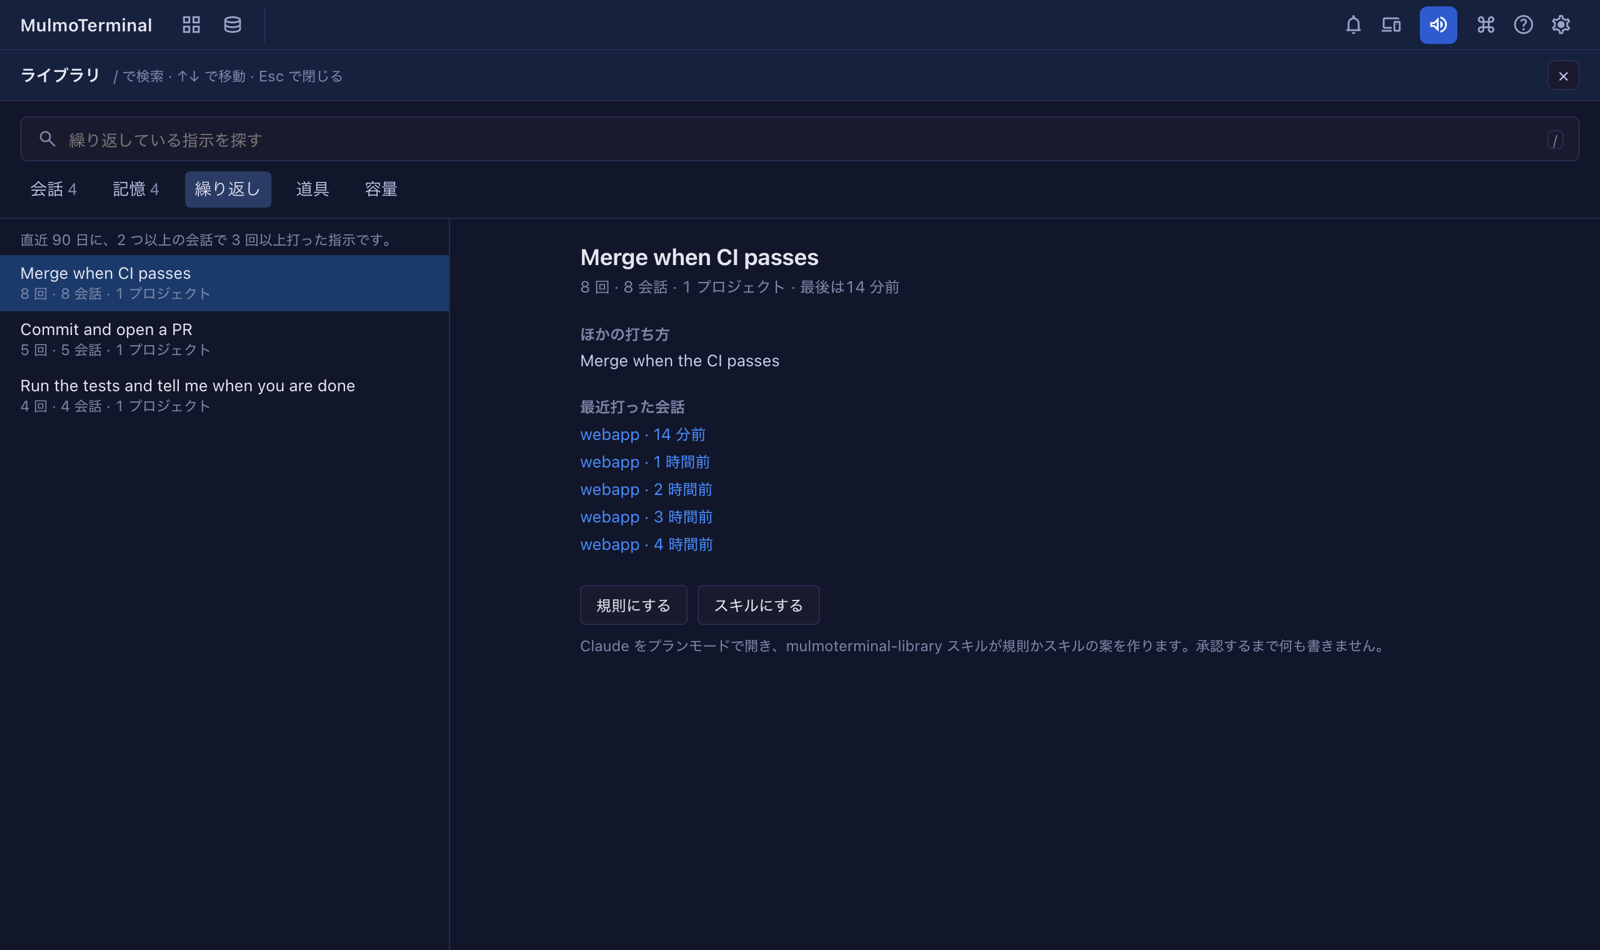 MulmoTerminal
ライブラリ / で検索 · ↑↓ で移動 · Esc で閉じる
繰り返している指示を探す /
会話 4 記憶 4 繰り返し 道具 容量
直近 90 日に、2 つ以上の会話で 3 回以上打った指示です。
Merge when CI passes
8 回 · 8 会話 · 1 プロジェクト
Commit and open a PR
5 回 · 5 会話 · 1 プロジェクト
Run the tests and tell me when you are done
4 回 · 4 会話 · 1 プロジェクト
Merge when CI passes
8 回 · 8 会話 · 1 プロジェクト · 最後は14 分前
ほかの打ち方
Merge when the CI passes
最近打った会話
webapp · 14 分前
webapp · 1 時間前
webapp · 2 時間前
webapp · 3 時間前
webapp · 4 時間前
規則にする スキルにする
Claude をプランモードで開き、mulmoterminal-library スキルが規則かスキルの案を作ります。承認するまで何も書きません。